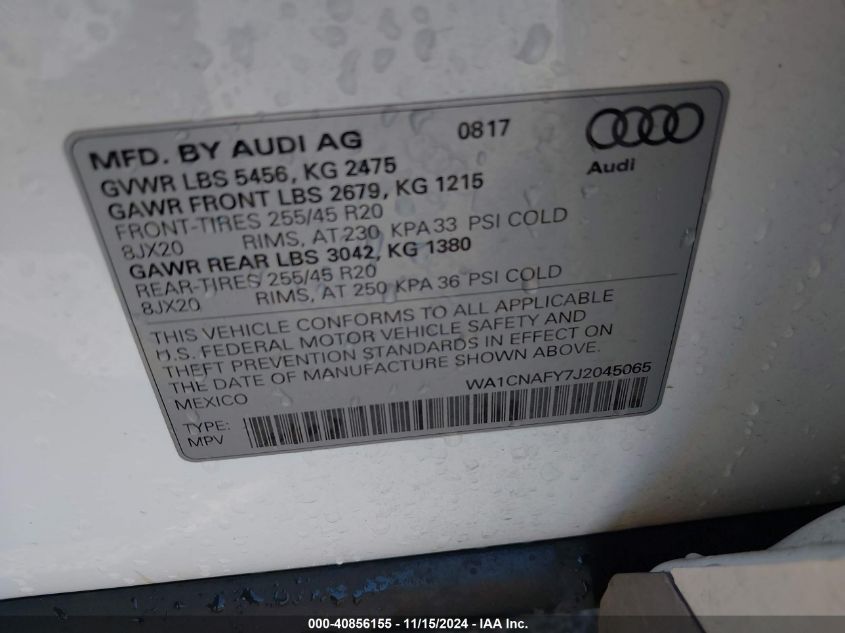 MFD. BY AUDI AG 0817
Audi
GVWR LBS 5456, KG 2475
GAWR FRONT LBS 2679, KG 1215
FRONT-TIRES 255/45 R20
8JX20 RIMS, AT 230 KPA 33 PSI COLD
GAWR REAR LBS 3042, KG 1380
REAR-TIRES 255/45 R20
8JX20 RIMS, AT 250 KPA 36 PSI COLD
THIS VEHICLE CONFORMS TO ALL APPLICABLE
U.S. FEDERAL MOTOR VEHICLE SAFETY AND
THEFT PREVENTION STANDARDS IN EFFECT ON
THE DATE OF MANUFACTURE SHOWN ABOVE.
MEXICO WA1CNAFY7J2045065
TYPE:
MPV
000-40856155 - 11/15/2024 - IAA Inc.